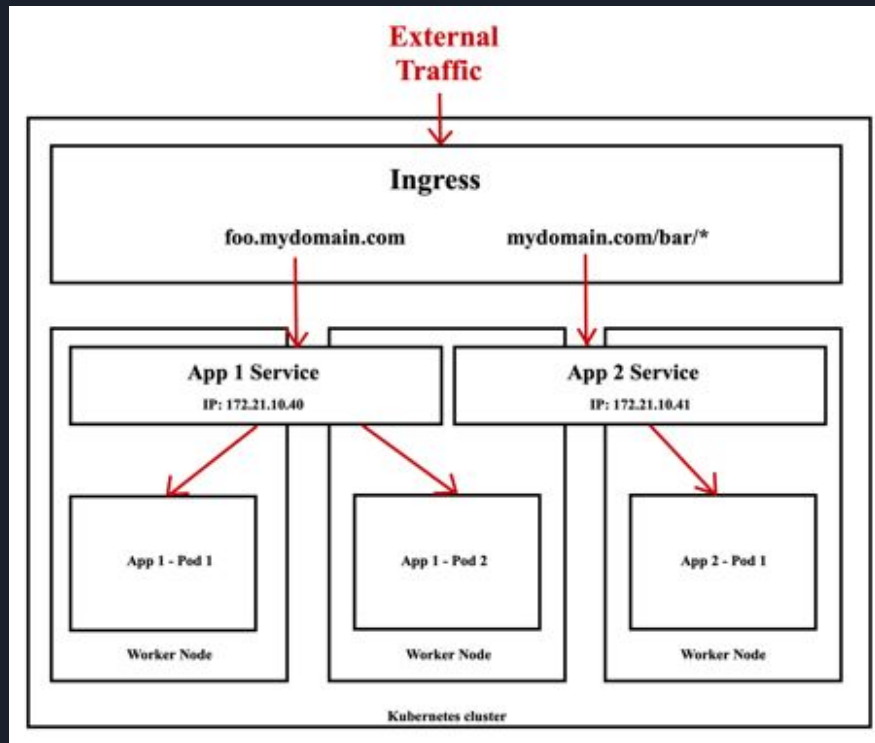 External
Traffic
Ingress
foo.mydomain.com
mydomain.com/bar/*
App 1 Service
IP: 172.21.10.40
App 2 Service
IP: 172.21.10.41
App 1 - Pod 1
App 1 - Pod 2
App 2 - Pod 1
Worker Node
Worker Node
Worker Node
Kubernetes cluster